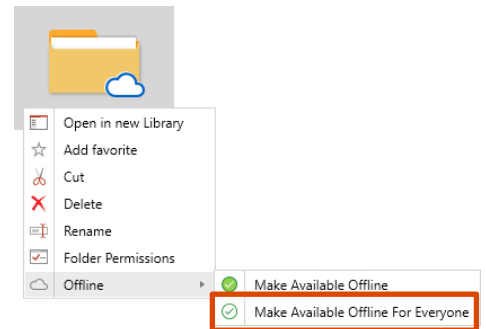 Open in new Library
Add favorite
Cut
Delete
Rename
Folder Permissions
Offline
Make Available Offline
Make Available Offline For Everyone